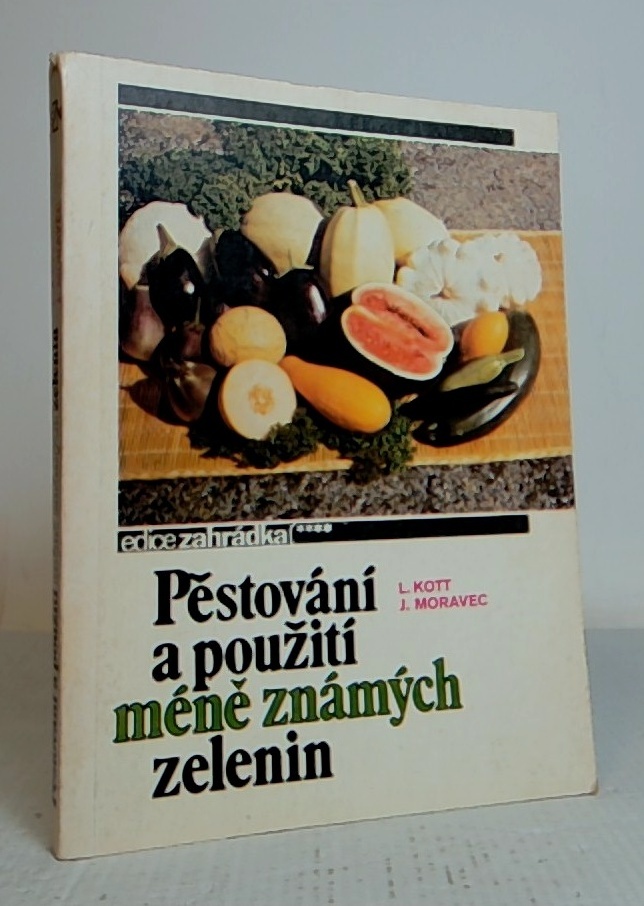 edice zahrádka ****
Pěstování
a použití
méně známých
zelenin
L. KOTT
J. MORAVEC